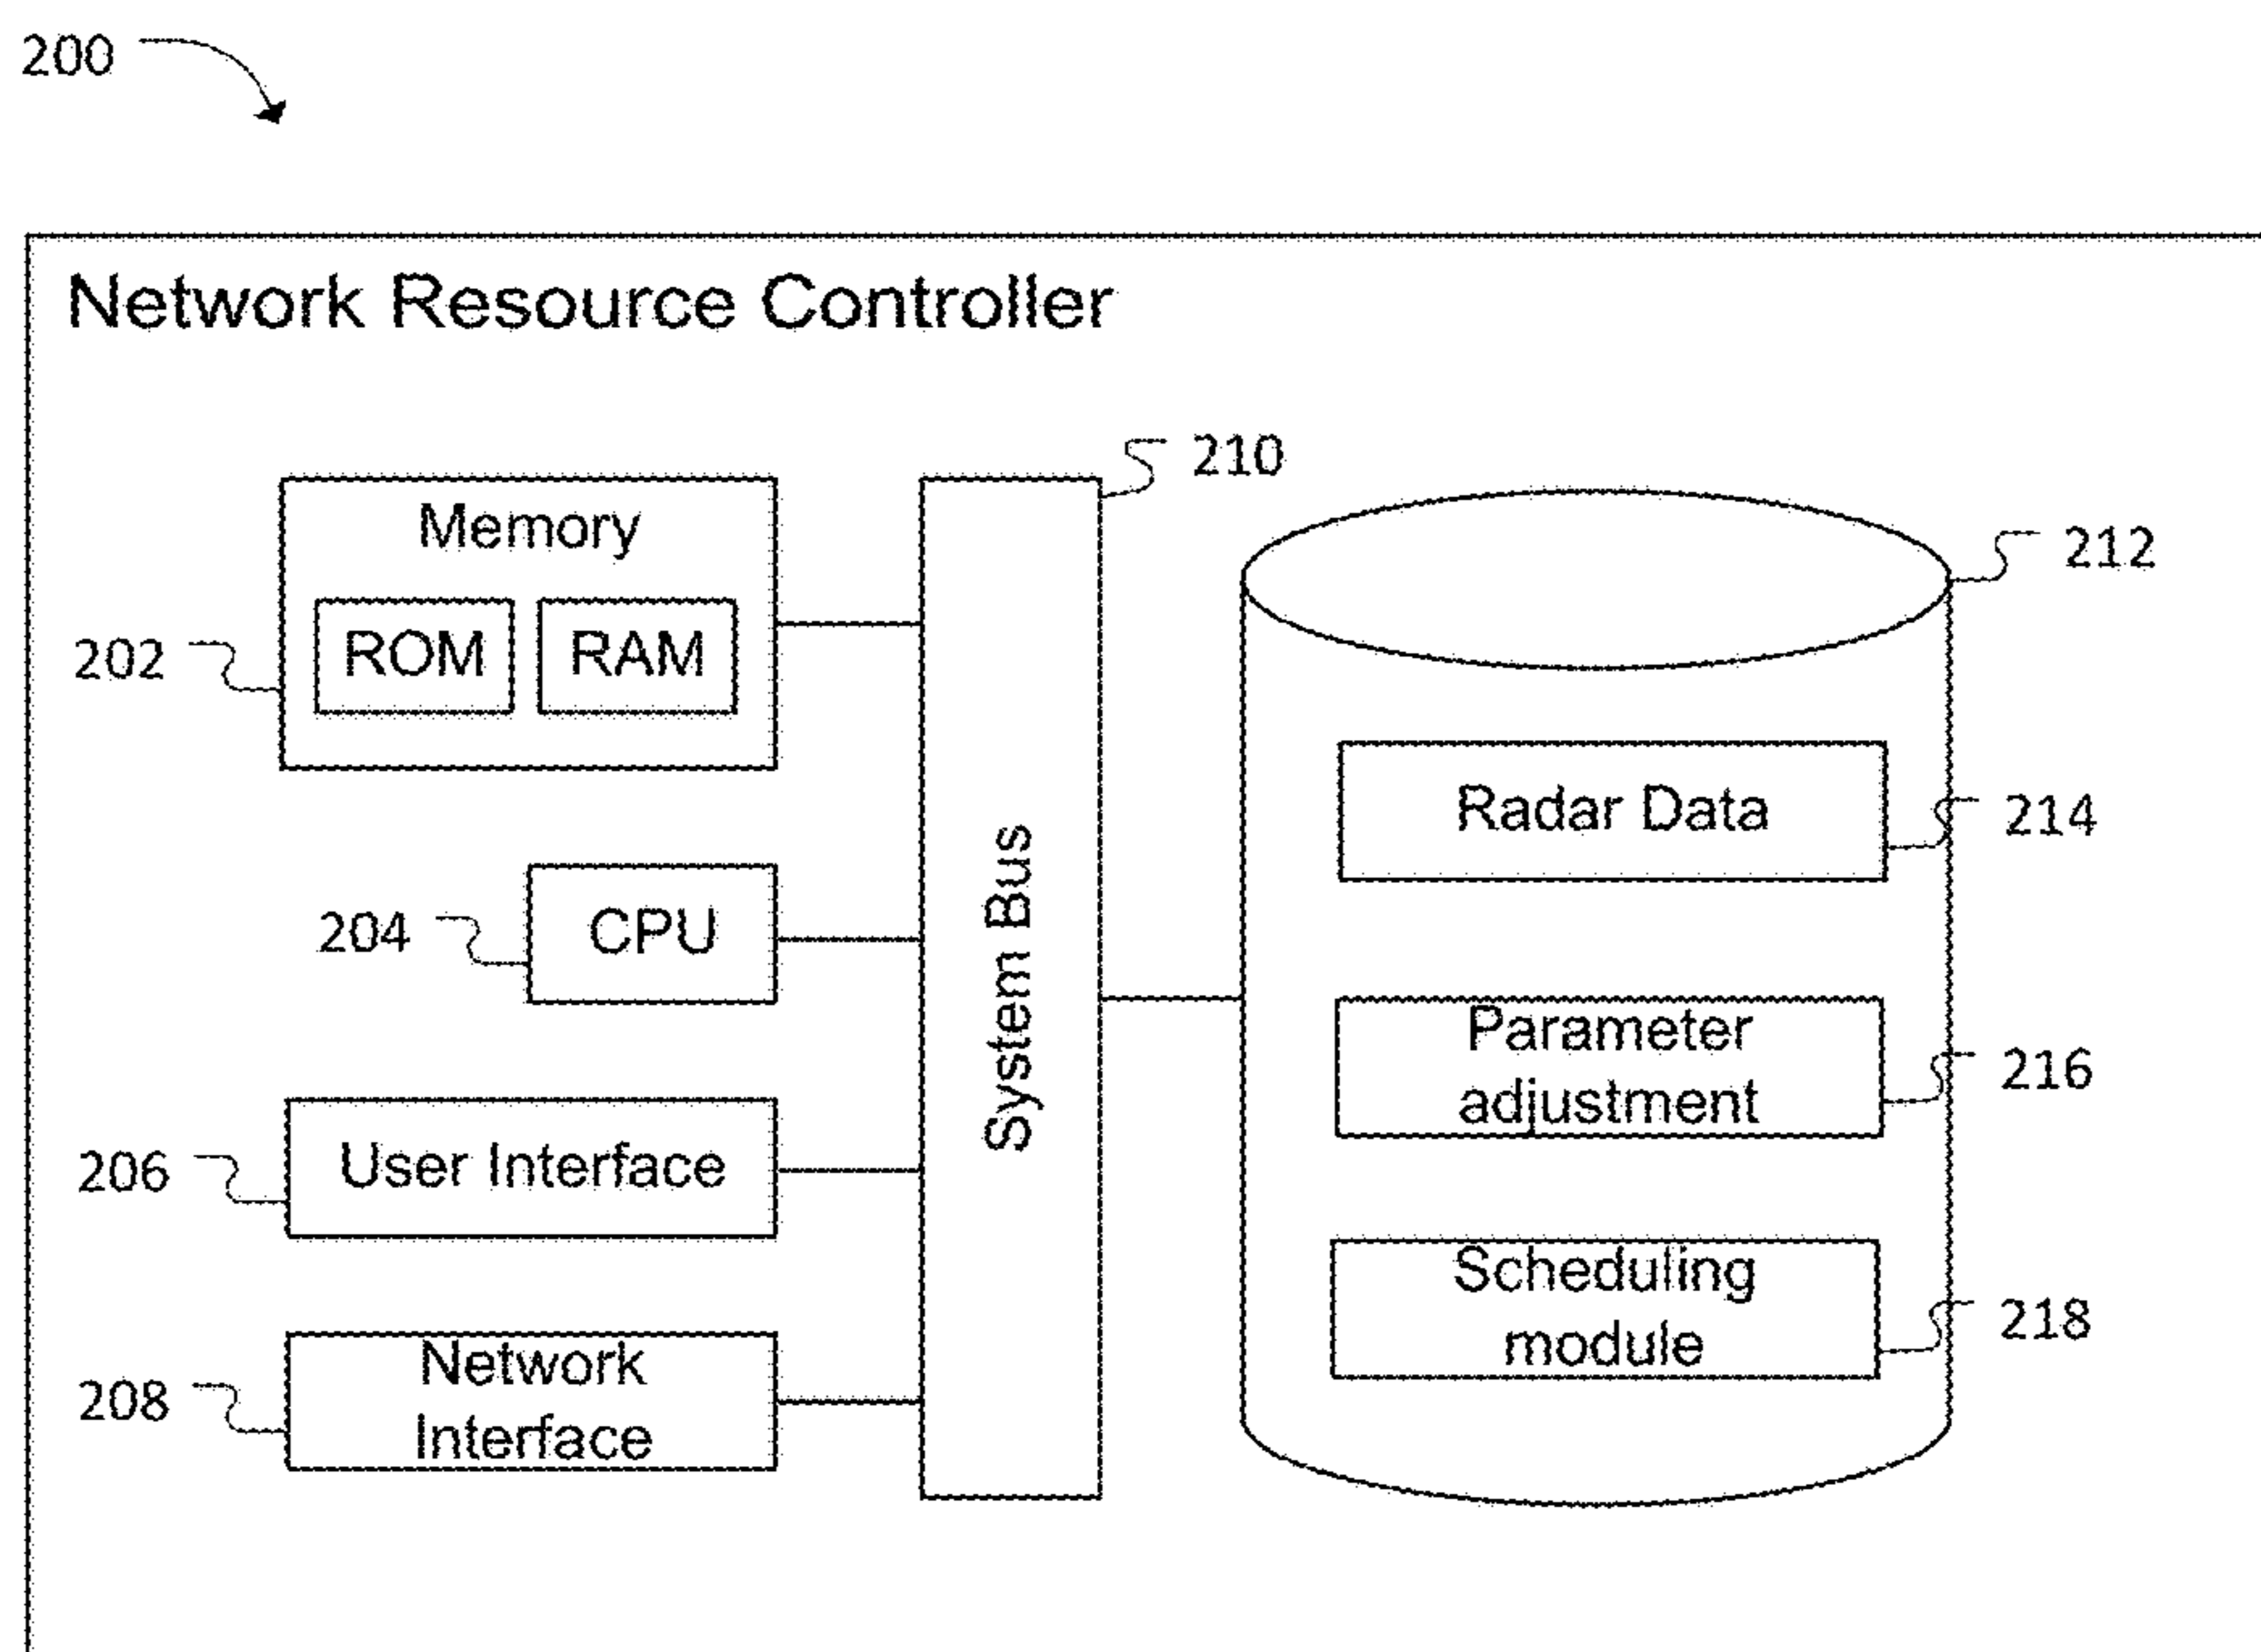 200
Network Resource Controller
210
Memory
212
ROM RAM
202
Radar Data
214
System Bus
CPU
204
Parameter
adjustment
216
User Interface
206
Scheduling
module
218
Network
Interface
208